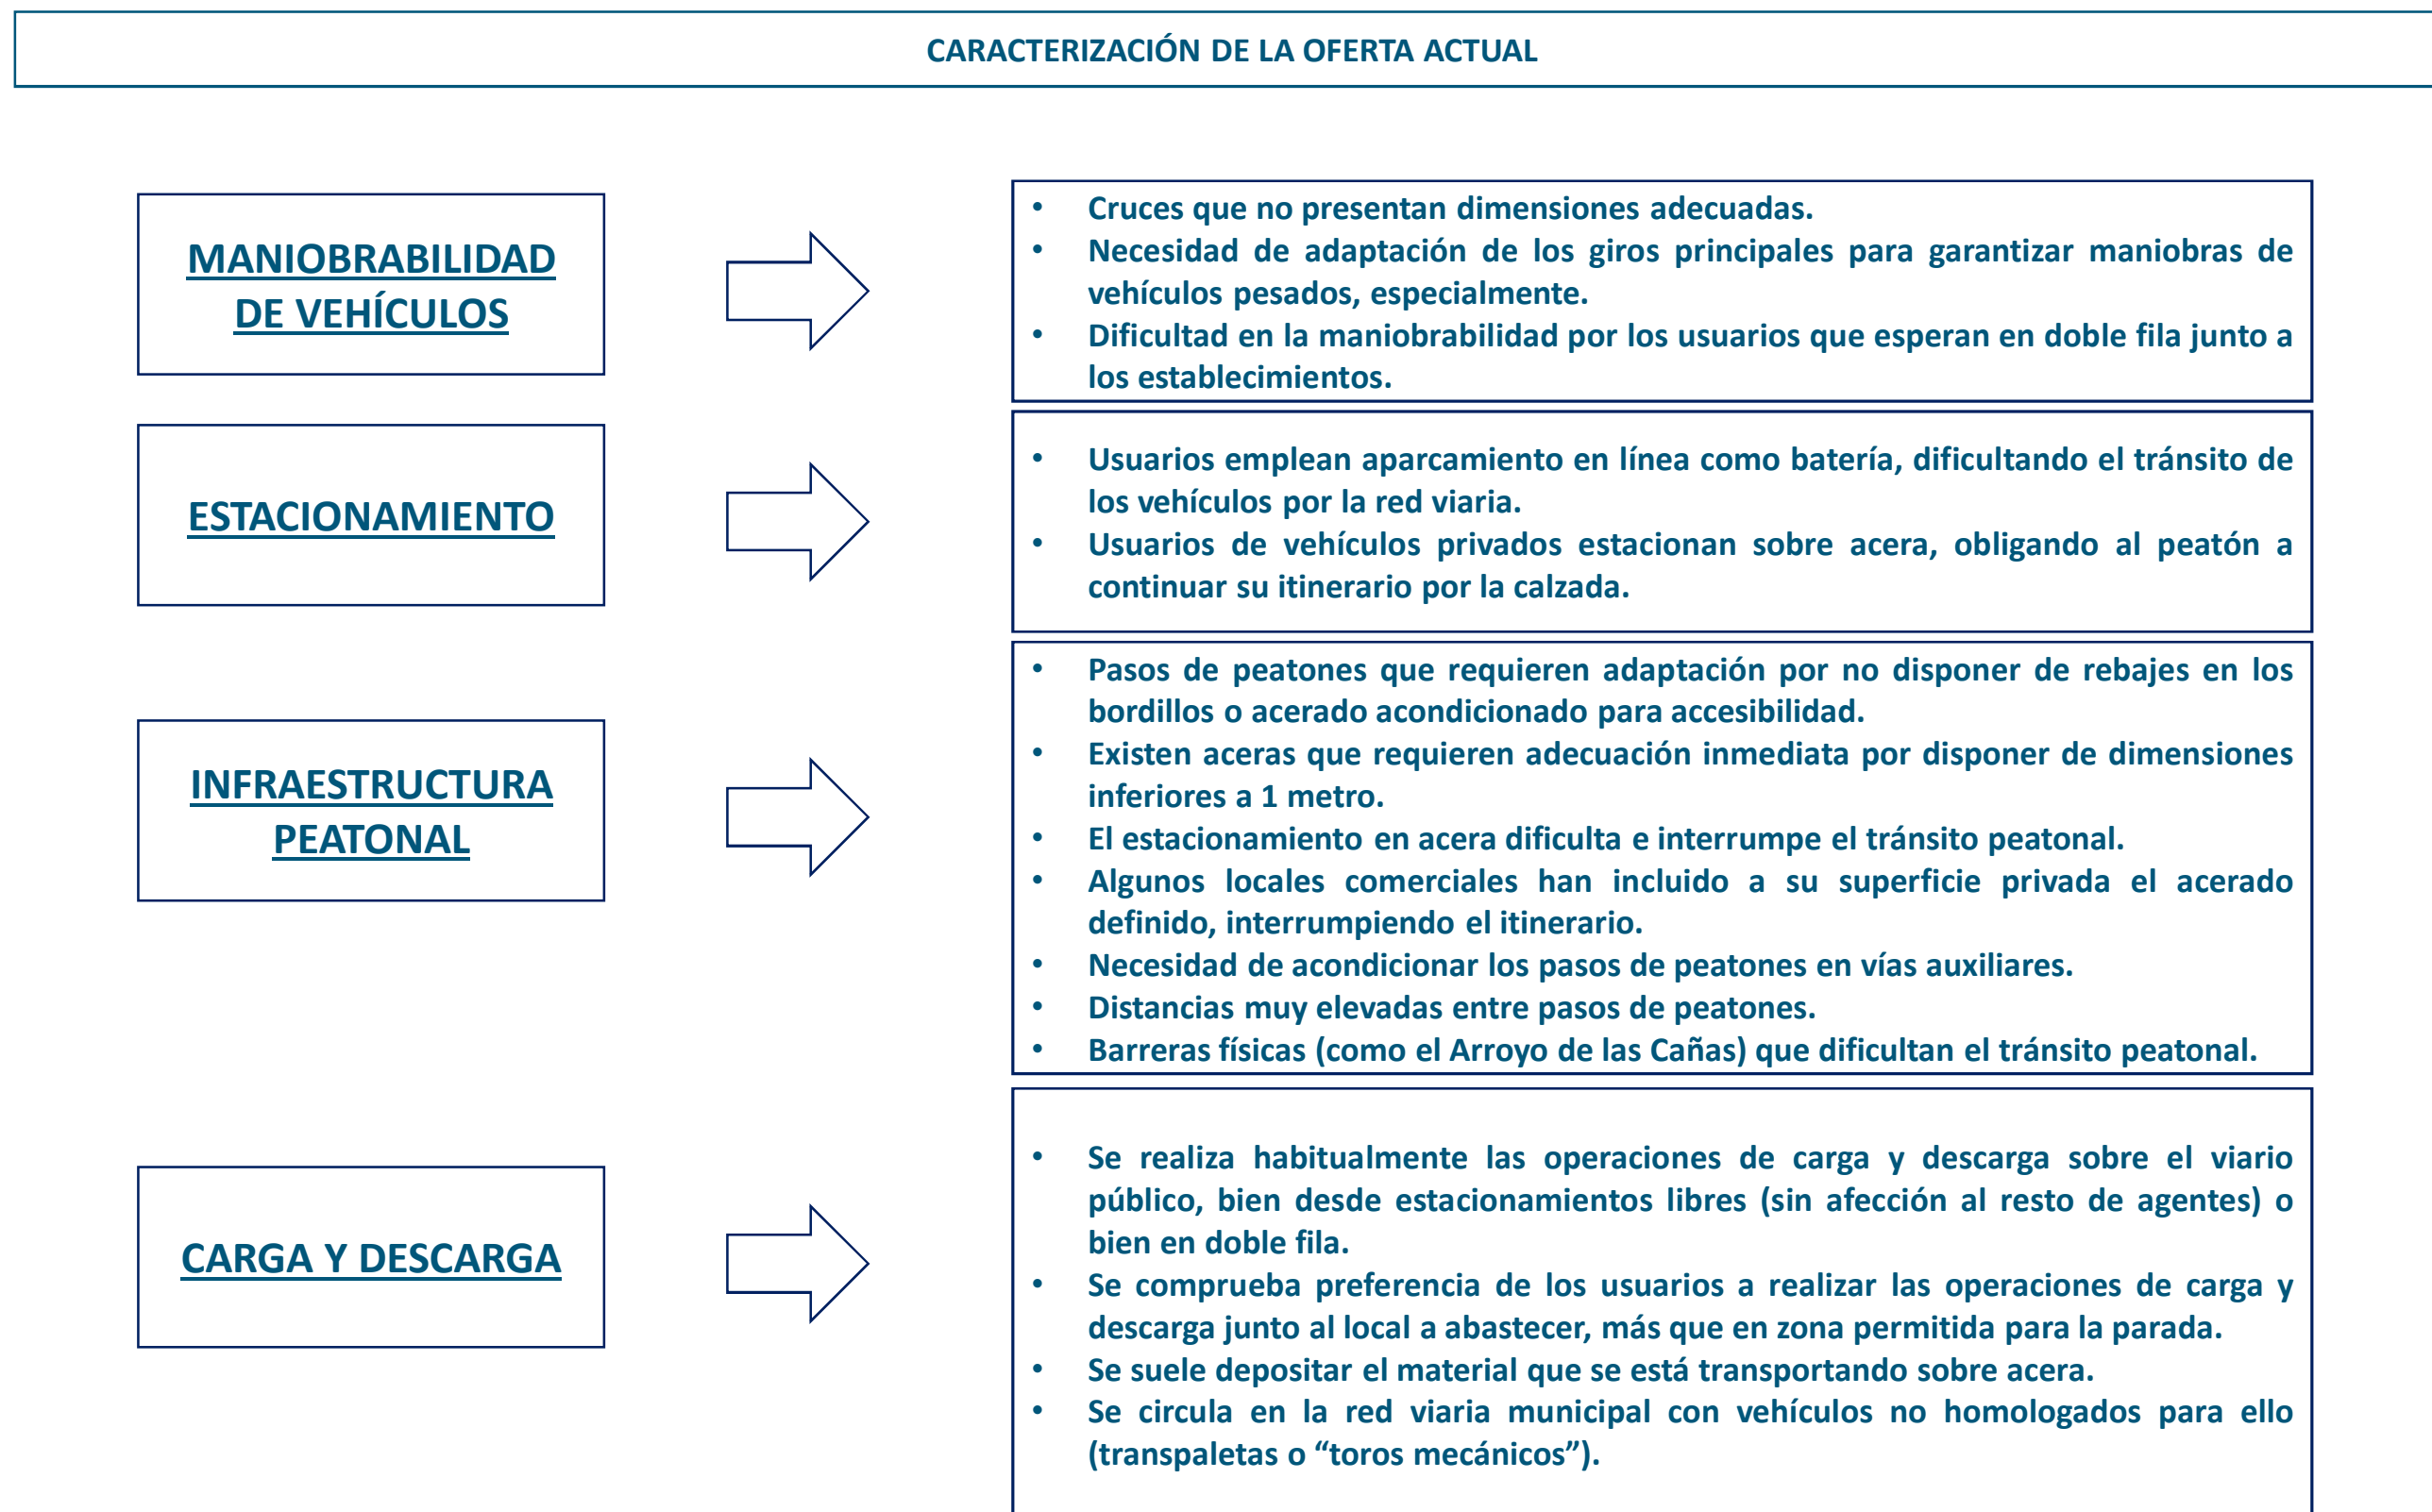 CARACTERIZACIÓN DE LA OFERTA ACTUAL
MANIOBRABILIDAD
DE VEHÍCULOS
• Cruces que no presentan dimensiones adecuadas.
• Necesidad de adaptación de los giros principales para garantizar maniobras de
vehículos pesados, especialmente.
• Dificultad en la maniobrabilidad por los usuarios que esperan en doble fila junto a
los establecimientos.
ESTACIONAMIENTO
• Usuarios emplean aparcamiento en línea como batería, dificultando el tránsito de
los vehículos por la red viaria.
• Usuarios de vehículos privados estacionan sobre acera, obligando al peatón a
continuar su itinerario por la calzada.
INFRAESTRUCTURA
PEATONAL
• Pasos de peatones que requieren adaptación por no disponer de rebajes en los
bordillos o acerado acondicionado para accesibilidad.
• Existen aceras que requieren adecuación inmediata por disponer de dimensiones
inferiores a 1 metro.
• El estacionamiento en acera dificulta e interrumpe el tránsito peatonal.
• Algunos locales comerciales han incluido a su superficie privada el acerado
definido, interrumpiendo el itinerario.
• Necesidad de acondicionar los pasos de peatones en vías auxiliares.
• Distancias muy elevadas entre pasos de peatones.
• Barreras físicas (como el Arroyo de las Cañas) que dificultan el tránsito peatonal.
CARGA Y DESCARGA
• Se realiza habitualmente las operaciones de carga y descarga sobre el viario
público, bien desde estacionamientos libres (sin afección al resto de agentes) o
bien en doble fila.
• Se comprueba preferencia de los usuarios a realizar las operaciones de carga y
descarga junto al local a abastecer, más que en zona permitida para la parada.
• Se suele depositar el material que se está transportando sobre acera.
• Se circula en la red viaria municipal con vehículos no homologados para ello
(transpaletas o “toros mecánicos”).